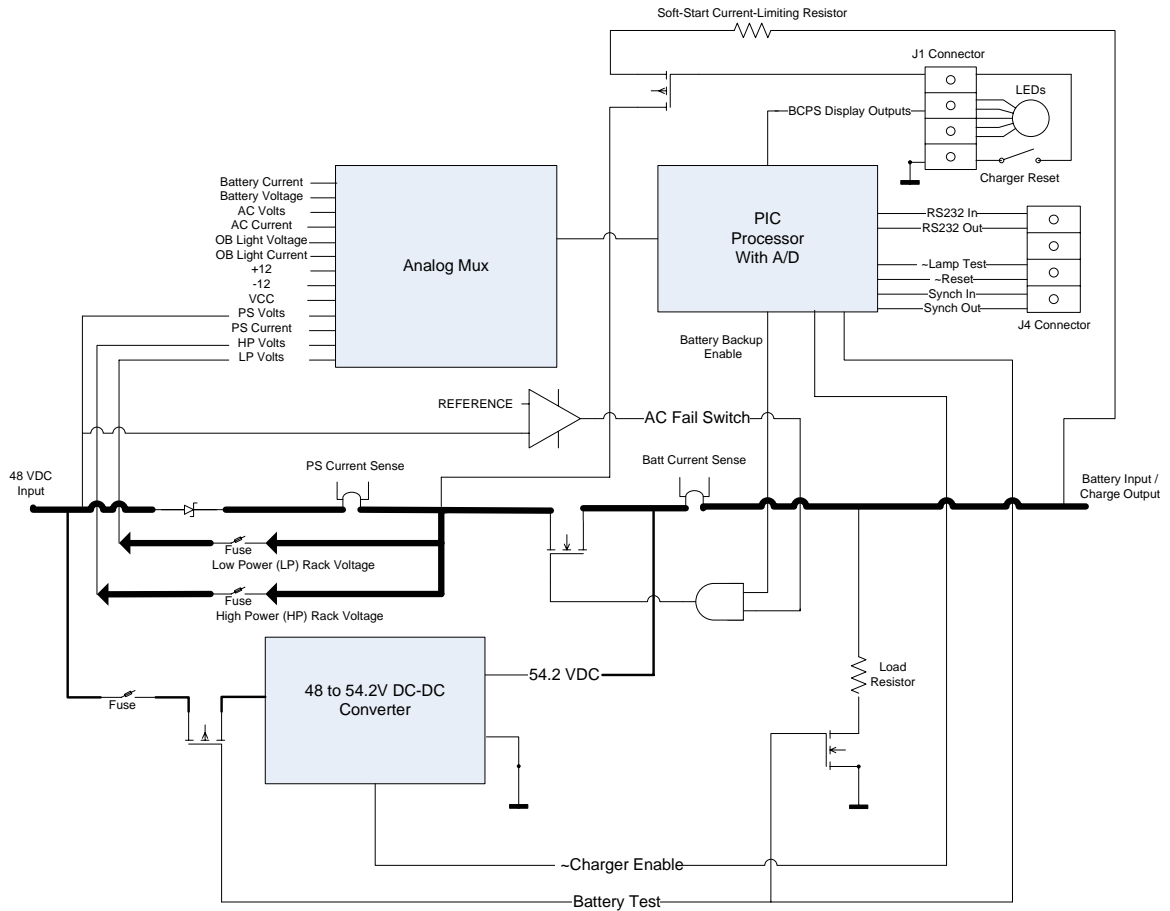 Soft-Start Current-Limiting Resistor
J1 Connector
LEDs
BCPS Display Outputs
Charger Reset
Battery Current
Battery Voltage
AC Volts
AC Current
OB Light Voltage
OB Light Current
+12
-12
VCC
PS Volts
PS Current
HP Volts
LP Volts
Analog Mux
PIC
Processor
With A/D
RS232 In
RS232 Out
~Lamp Test
~Reset
Synch In
Synch Out
J4 Connector
Battery Backup
Enable
REFERENCE
AC Fail Switch
48 VDC
Input
PS Current Sense
Batt Current Sense
Battery Input /
Charge Output
Fuse
Low Power (LP) Rack Voltage
Fuse
High Power (HP) Rack Voltage
48 to 54.2V DC-DC
Converter
54.2 VDC
Load
Resistor
Fuse
~Charger Enable
Battery Test